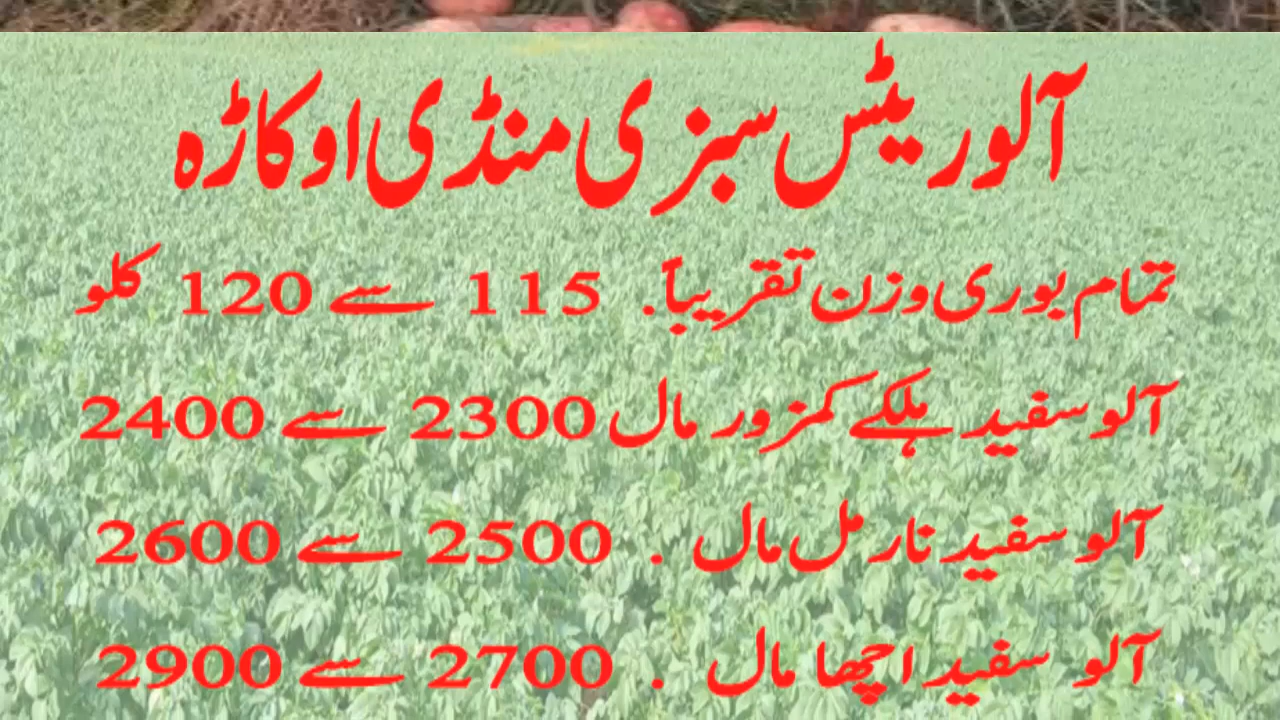 آلو ریٹس سبزی منڈی اوکاڑہ
تمام بوری وزن تقریباً. 115 سے 120 کلو
آلو سفید ہلکے کمزور مال 2300 سے 2400
آلو سفید نارمل مال . 2500 سے 2600
آلو سفید اچھا مال . 2700 سے 2900